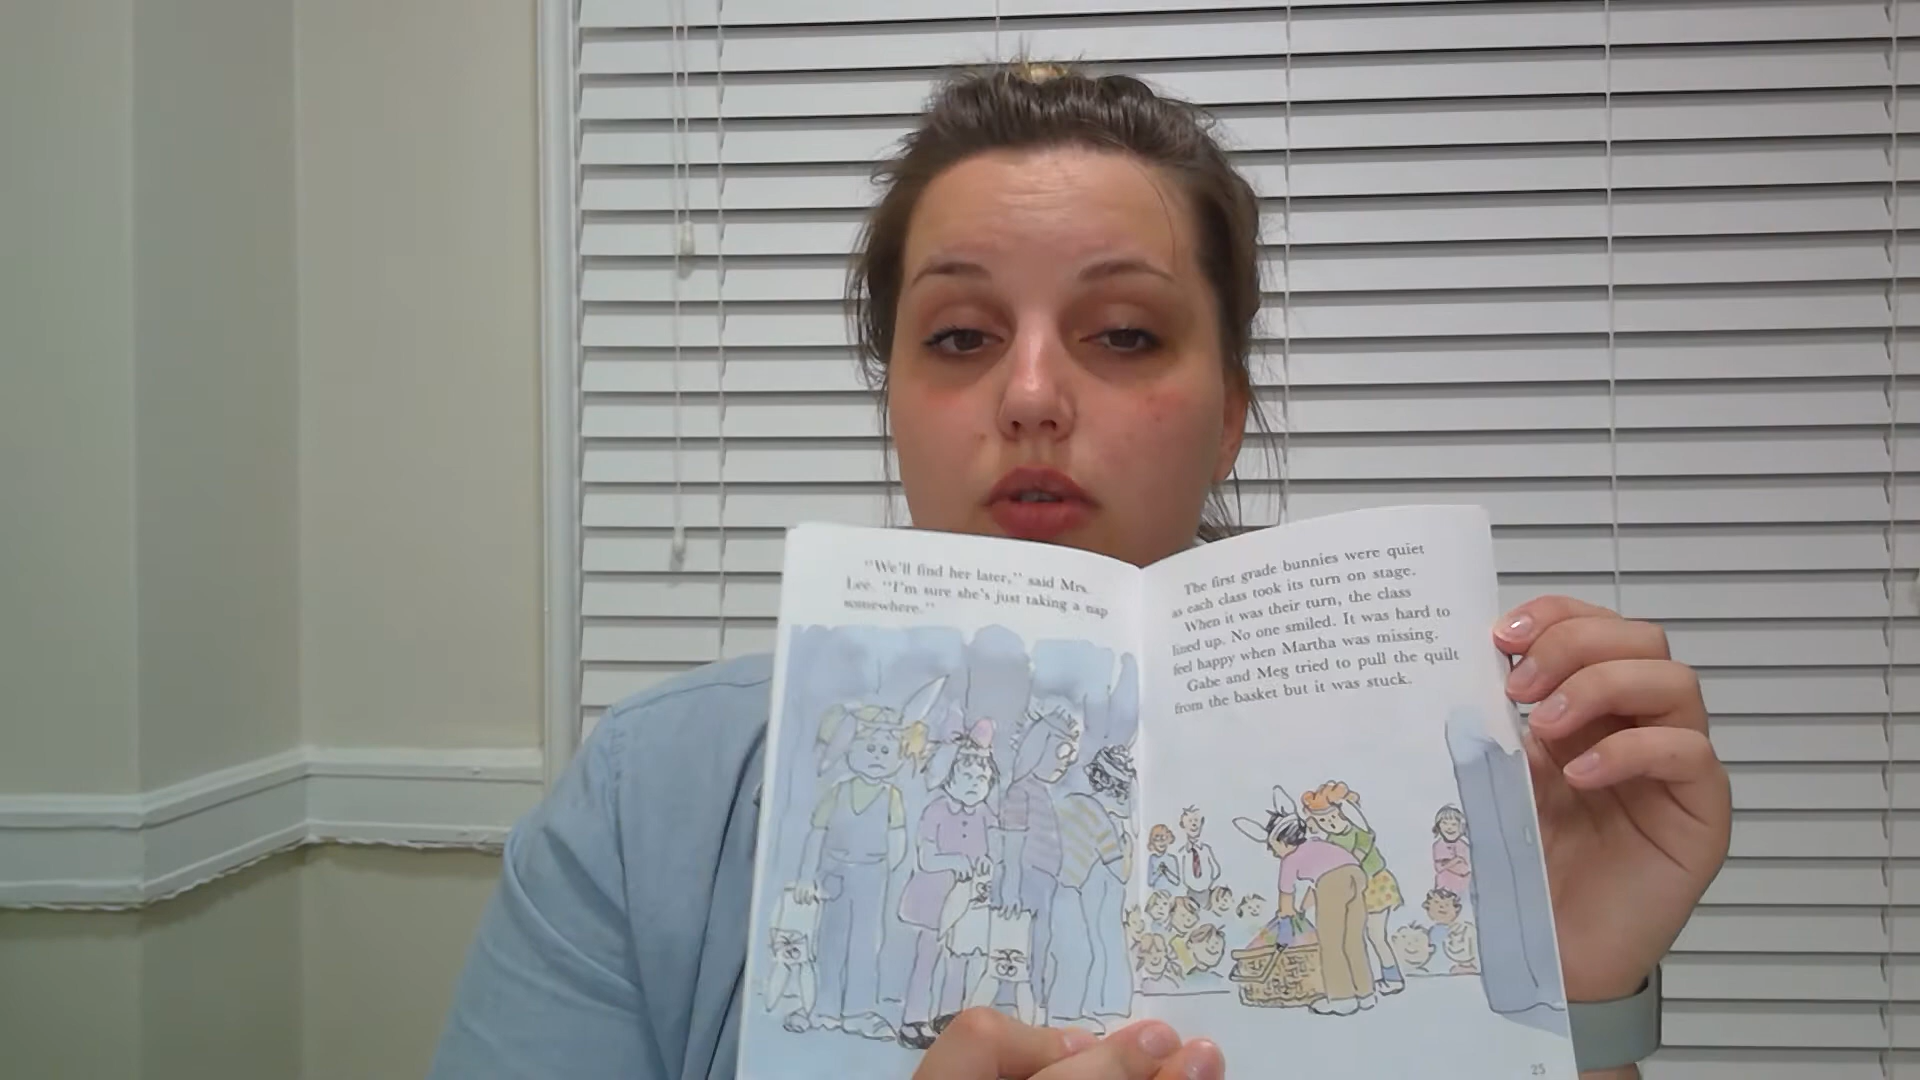 "We'll find her later," said Mrs.
Lee. "I'm sure she's just taking a nap
somewhere."
The first grade bunnies were quiet
as each class took its turn on stage.
When it was their turn, the class
lined up. No one smiled. It was hard to
feel happy when Martha was missing.
Gabe and Meg tried to pull the quilt
from the basket but it was stuck.
25